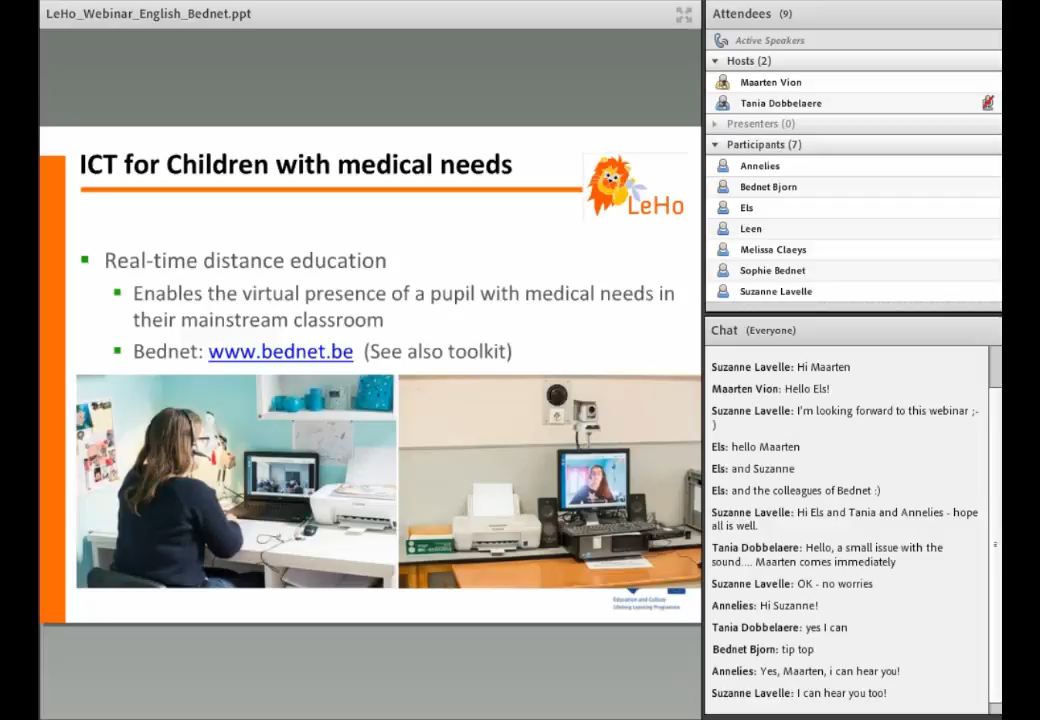 LeHo_Webinar_English_Bednet.ppt
ICT for Children with medical needs
LeHo
Real-time distance education
Enables the virtual presence of a pupil with medical needs in
their mainstream classroom
Bednet: www.bednet.be (See also toolkit)
Education and Culture
Lifelong Learning Programme
Attendees (9)
Active Speakers
Hosts (2)
Maarten Vion
Tania Dobbelaere
Presenters (0)
Participants (7)
Annelies
Bednet Bjorn
Els
Leen
Melissa Claeys
Sophie Bednet
Suzanne Lavelle
Chat (Everyone)
Suzanne Lavelle: Hi Maarten
Maarten Vion: Hello Els!
Suzanne Lavelle: I'm looking forward to this webinar ;-
)
Els: hello Maarten
Els: and Suzanne
Els: and the colleagues of Bednet :)
Suzanne Lavelle: Hi Els and Tania and Annelies - hope
all is well.
Tania Dobbelaere: Hello, a small issue with the
sound.... Maarten comes immediately
Suzanne Lavelle: OK - no worries
Annelies: Hi Suzanne!
Tania Dobbelaere: yes I can
Bednet Bjorn: tip top
Annelies: Yes, Maarten, i can hear you!
Suzanne Lavelle: I can hear you too!